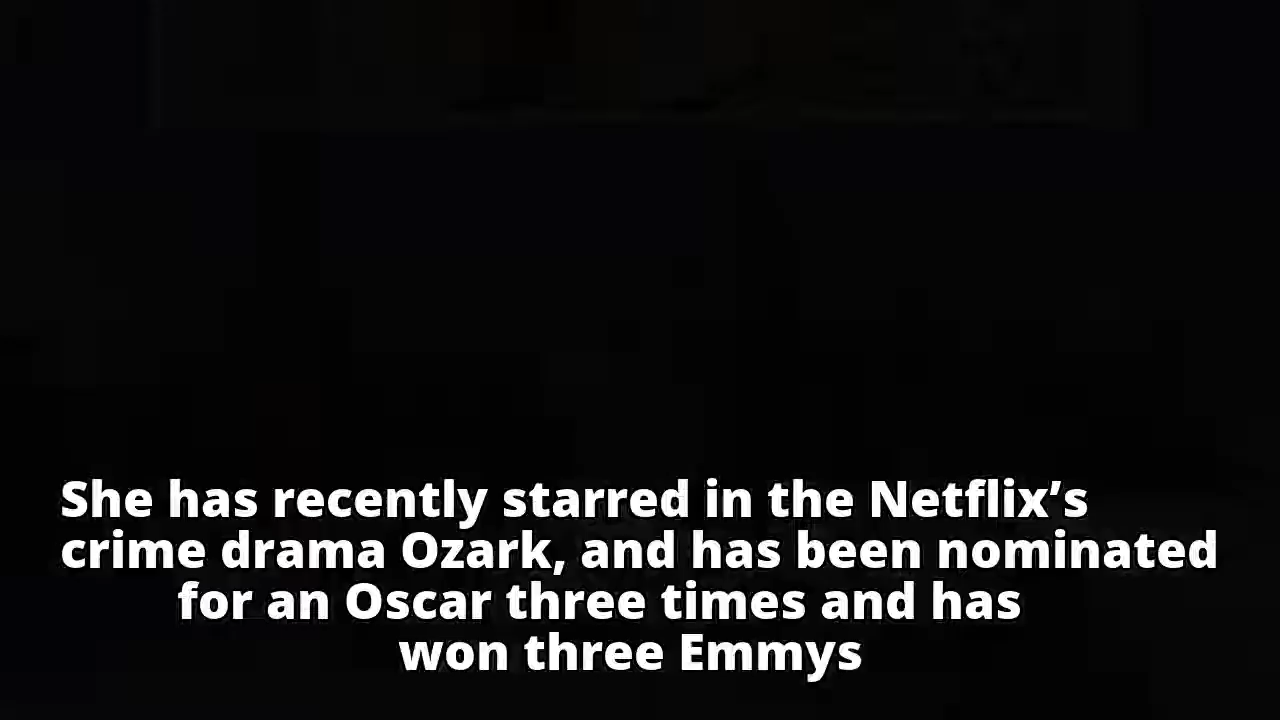 She has recently starred in the Netflix’s
crime drama Ozark, and has been nominated
for an Oscar three times and has
won three Emmys